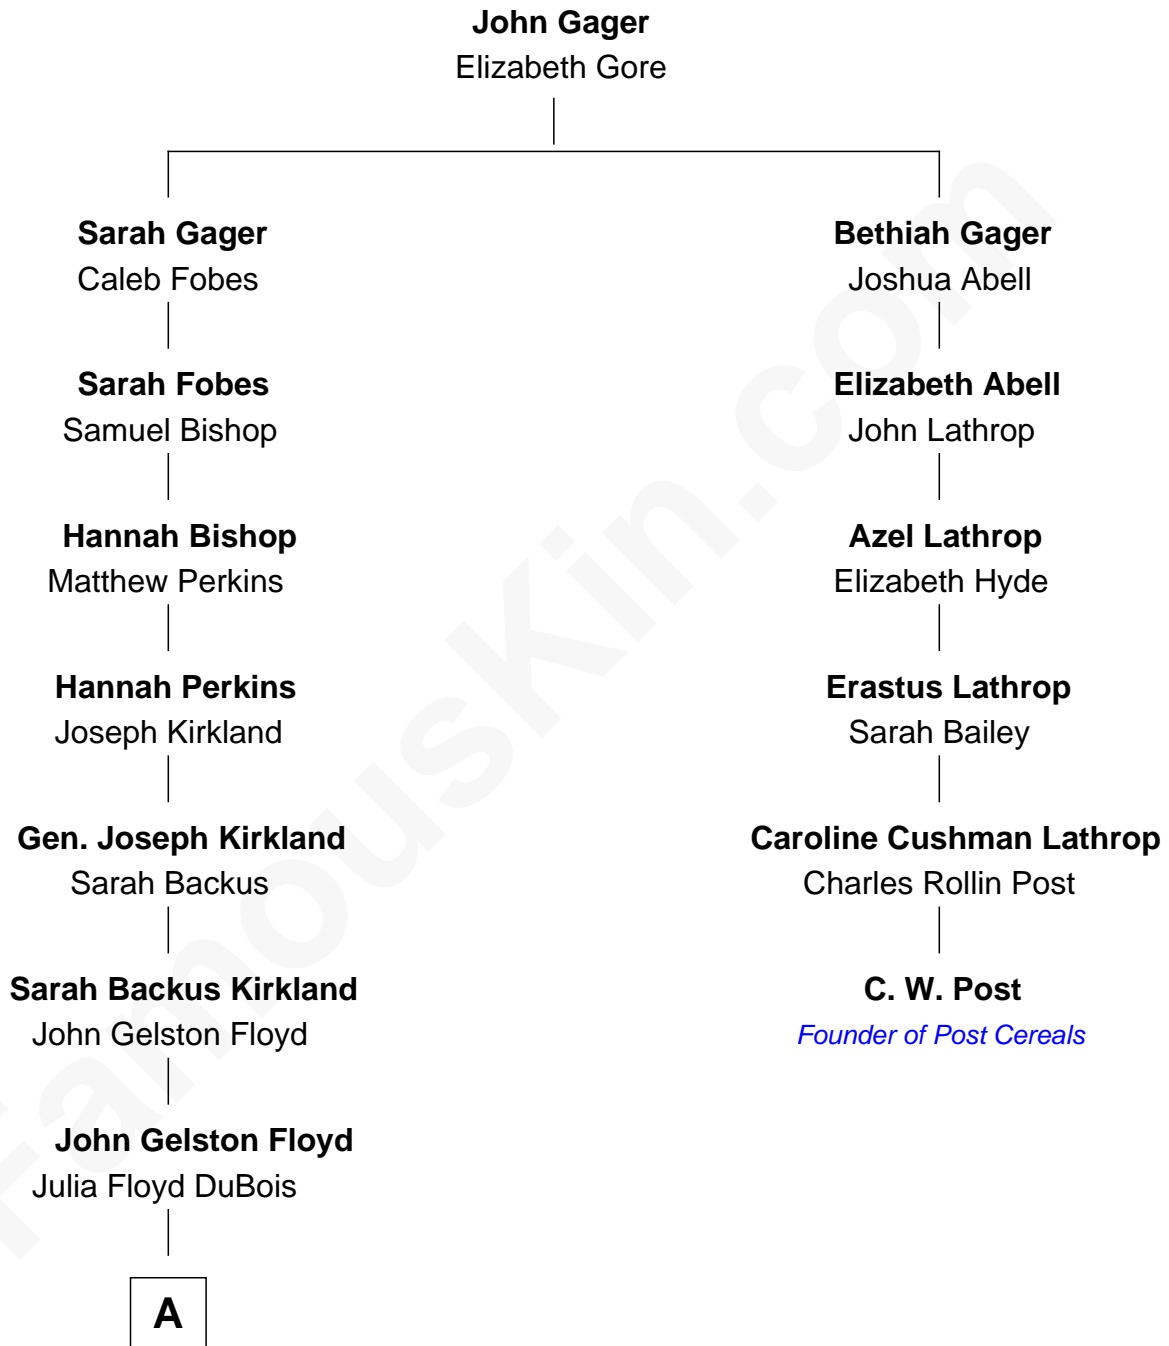 John Gager
Elizabeth Gore
Sarah Gager
Caleb Fobes
Bethiah Gager
Joshua Abell
Sarah Fobes
Samuel Bishop
Elizabeth Abell
John Lathrop
Hannah Bishop
Matthew Perkins
Azel Lathrop
Elizabeth Hyde
Hannah Perkins
Joseph Kirkland
Erastus Lathrop
Sarah Bailey
Gen. Joseph Kirkland
Sarah Backus
Caroline Cushman Lathrop
Charles Rollin Post
Sarah Backus Kirkland
John Gelston Floyd
C. W. Post
Founder of Post Cereals
John Gelston Floyd
Julia Floyd DuBois
A
FamousKin.com